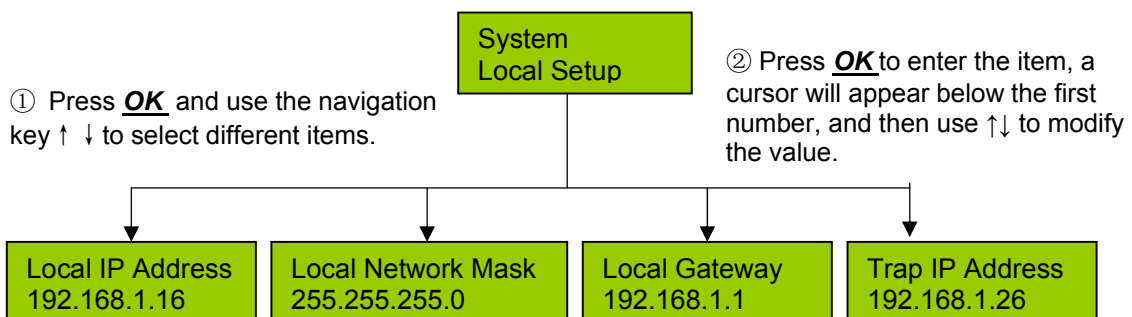 System
Local Setup
① Press OK and use the navigation
key ↑ ↓ to select different items.
② Press OK to enter the item, a
cursor will appear below the first
number, and then use ↑↓ to modify
the value.
Local IP Address
192.168.1.16
Local Network Mask
255.255.255.0
Local Gateway
192.168.1.1
Trap IP Address
192.168.1.26